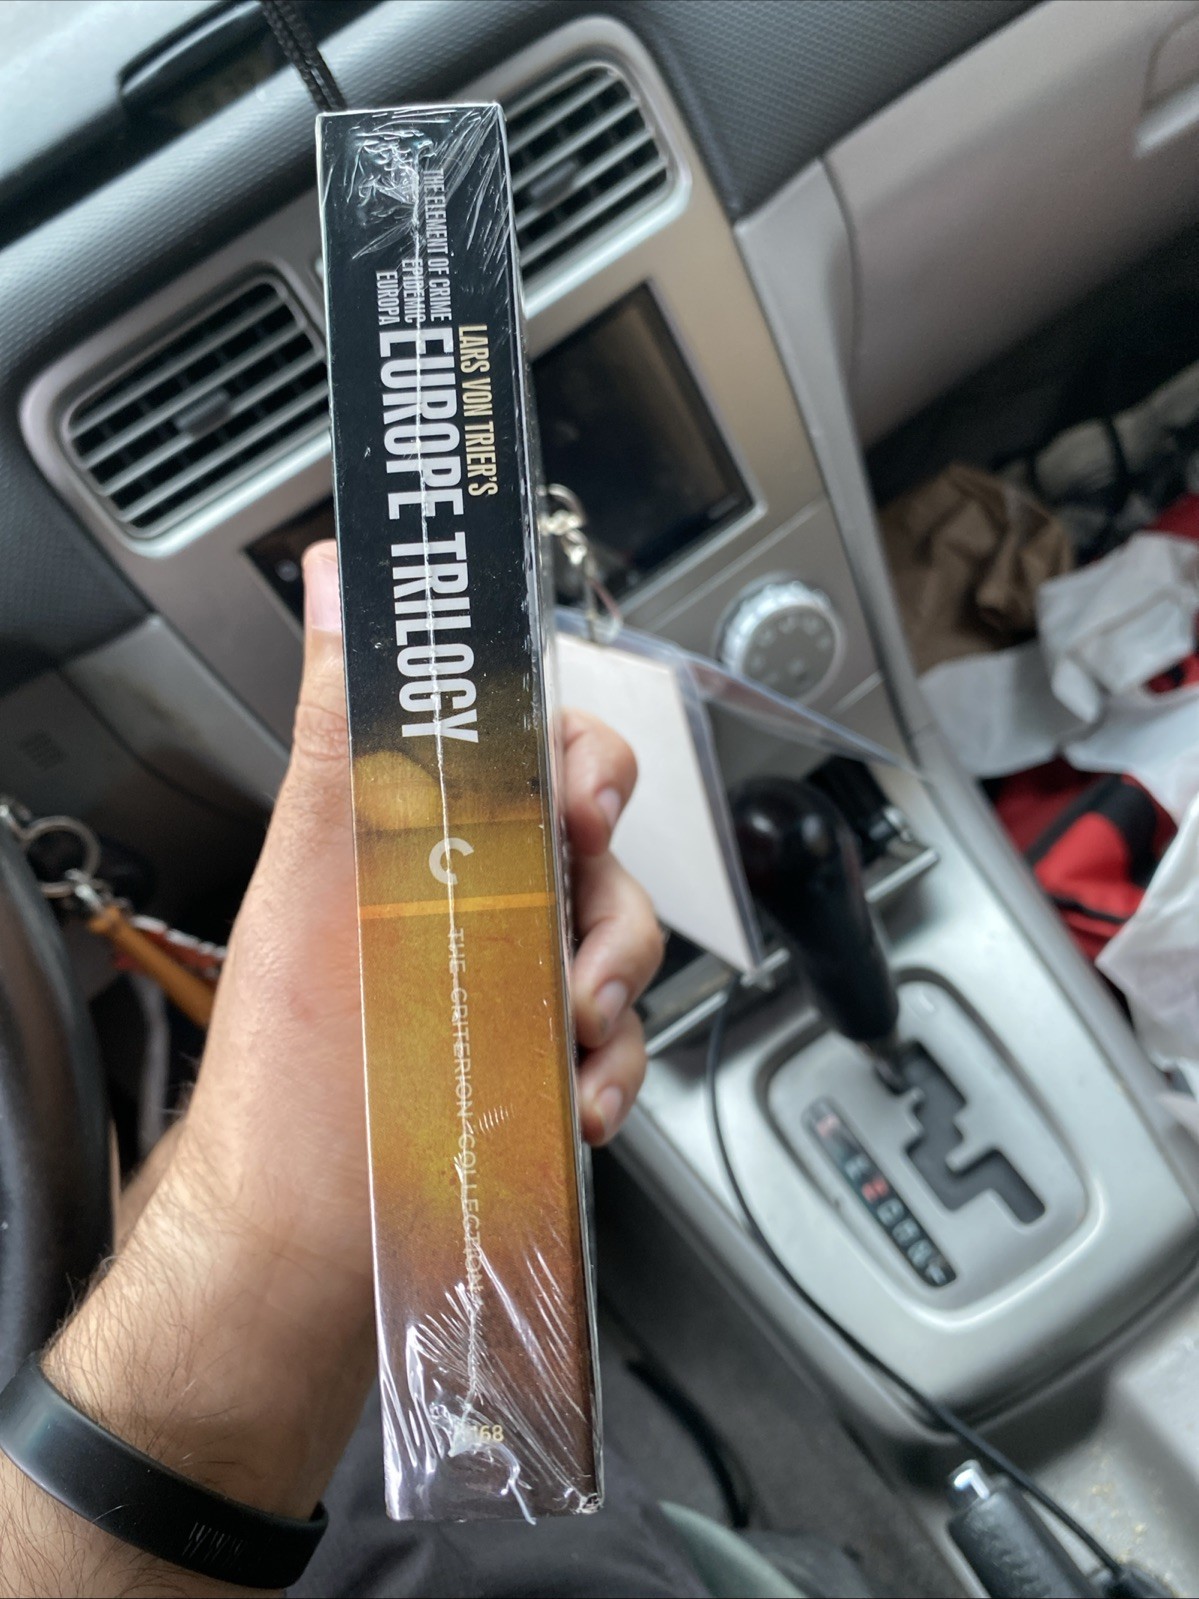 THE ELEMENT OF CRIME
EPIDEMIC
EUROPA
LARS VON TRIER'S
EUROPE TRILOGY
THE CRITERION COLLECTION